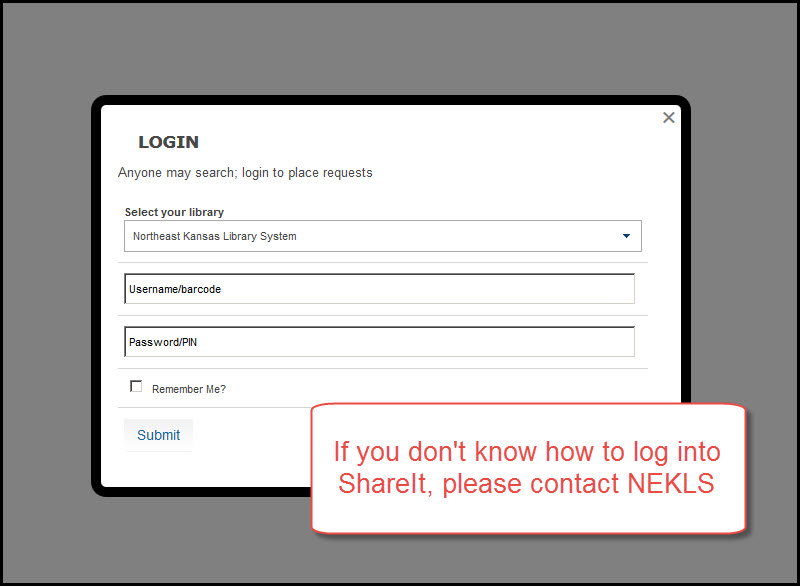 LOGIN
Anyone may search; login to place requests
Select your library
Northeast Kansas Library System
Username/barcode
Password/PIN
Remember Me?
Submit
If you don't know how to log into
ShareIt, please contact NEKLS